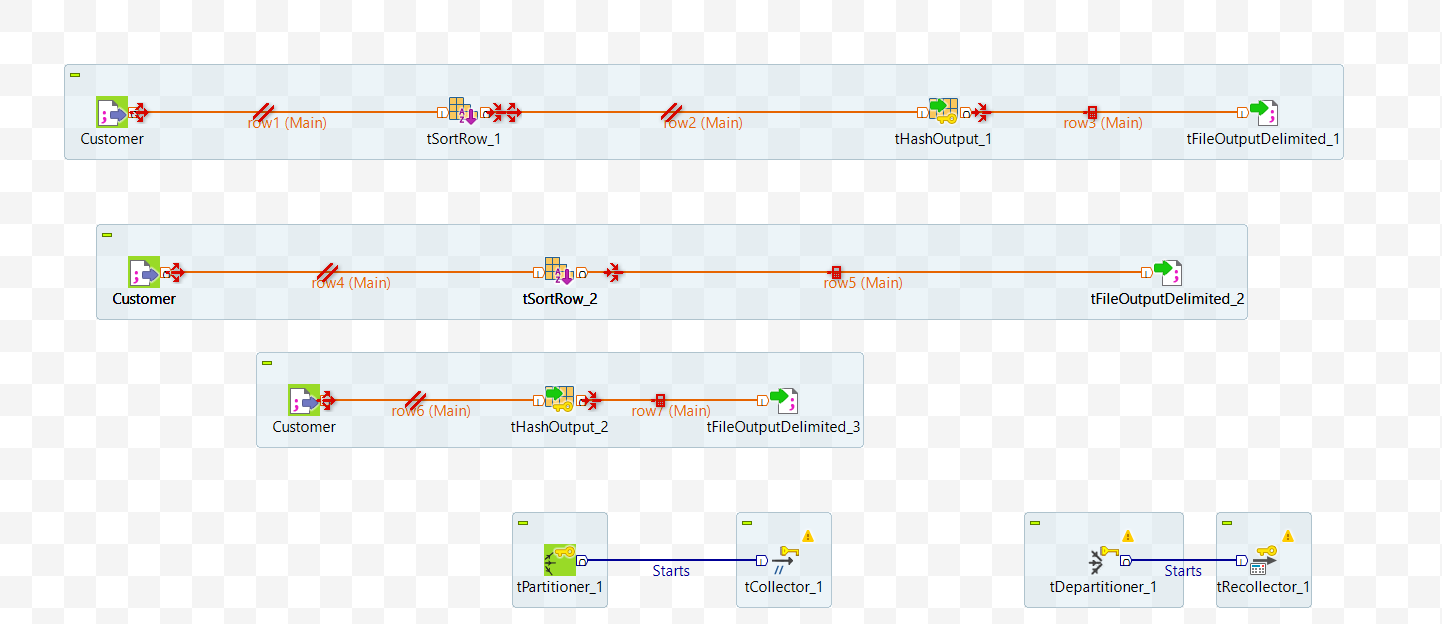 row1 (Main)
row2 (Main)
row3 (Main)
Customer
tSortRow_1
tHashOutput_1
tFileOutputDelimited_1
row4 (Main)
row5 (Main)
Customer
tSortRow_2
tFileOutputDelimited_2
row6 (Main)
row7 (Main)
Customer
tHashOutput_2
tFileOutputDelimited_3
Starts
Starts
tPartitioner_1
tCollector_1
tDepartitioner_1
tRecollector_1